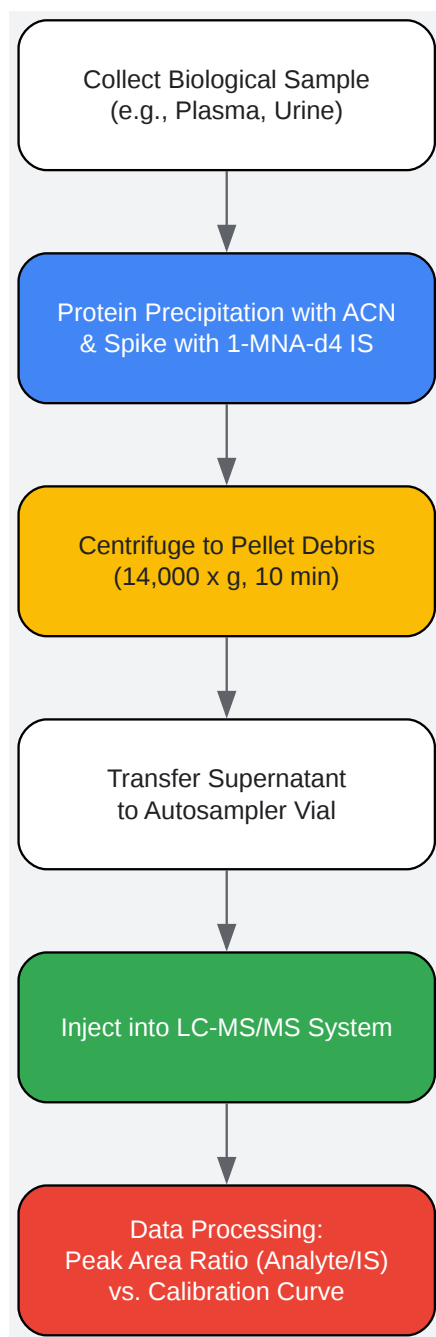 Collect Biological Sample
(e.g., Plasma, Urine)
Protein Precipitation with ACN
& Spike with 1-MNA-d4 IS
Centrifuge to Pellet Debris
(14,000 x g, 10 min)
Transfer Supernatant
to Autosampler Vial
Inject into LC-MS/MS System
Data Processing:
Peak Area Ratio (Analyte/IS)
vs. Calibration Curve